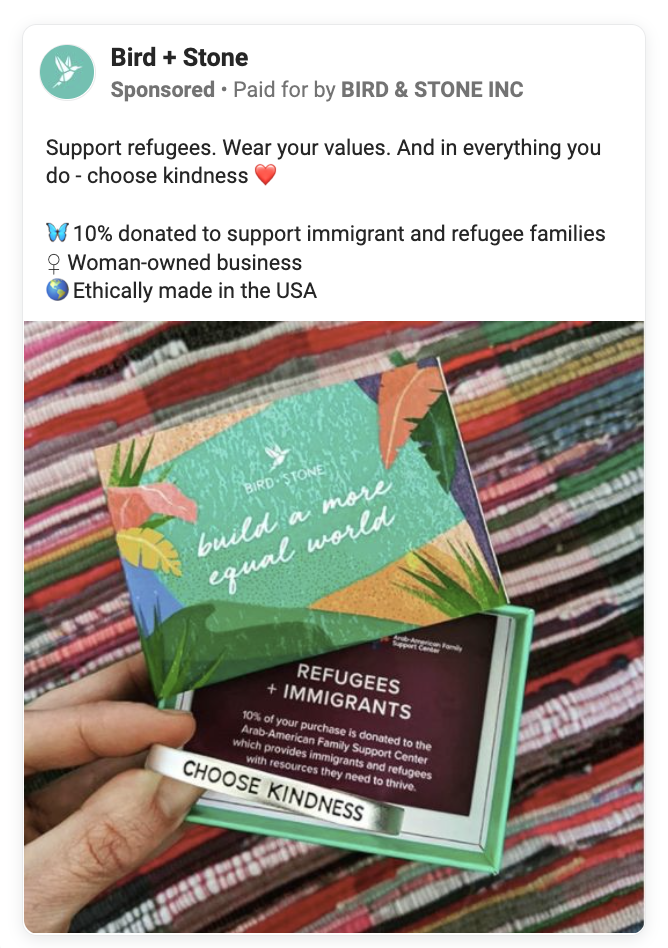 Bird + Stone
Sponsored • Paid for by BIRD & STONE INC
Support refugees. Wear your values. And in everything you
do - choose kindness ❤️
🦋 10% donated to support immigrant and refugee families
♀ Woman-owned business
🌎 Ethically made in the USA
BIRD+STONE
build a more
equal world
Arab-American Family
Support Center
REFUGEES
+ IMMIGRANTS
10% of your purchase is donated to the
Arab-American Family Support Center
which provides immigrants and refugees
with resources they need to thrive.
CHOOSE KINDNESS